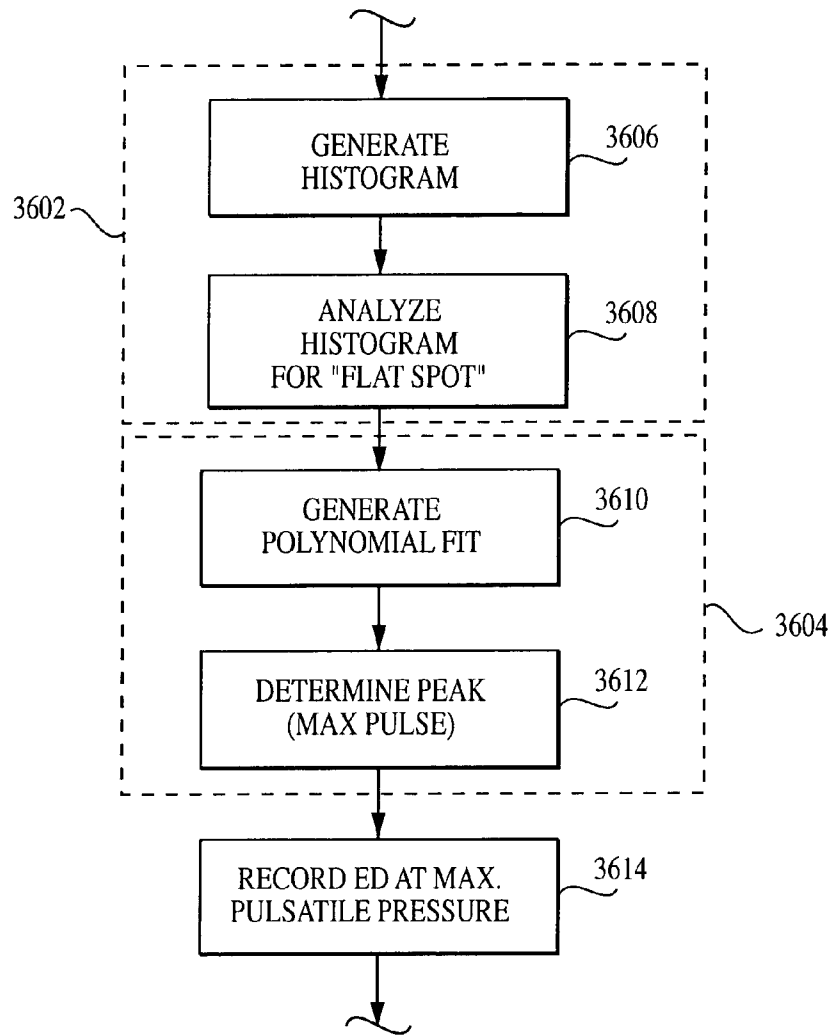 GENERATE
HISTOGRAM
3606
3602
ANALYZE
HISTOGRAM
FOR "FLAT SPOT"
3608
GENERATE
POLYNOMIAL FIT
3610
3604
DETERMINE PEAK
(MAX PULSE)
3612
RECORD ED AT MAX.
PULSATILE PRESSURE
3614